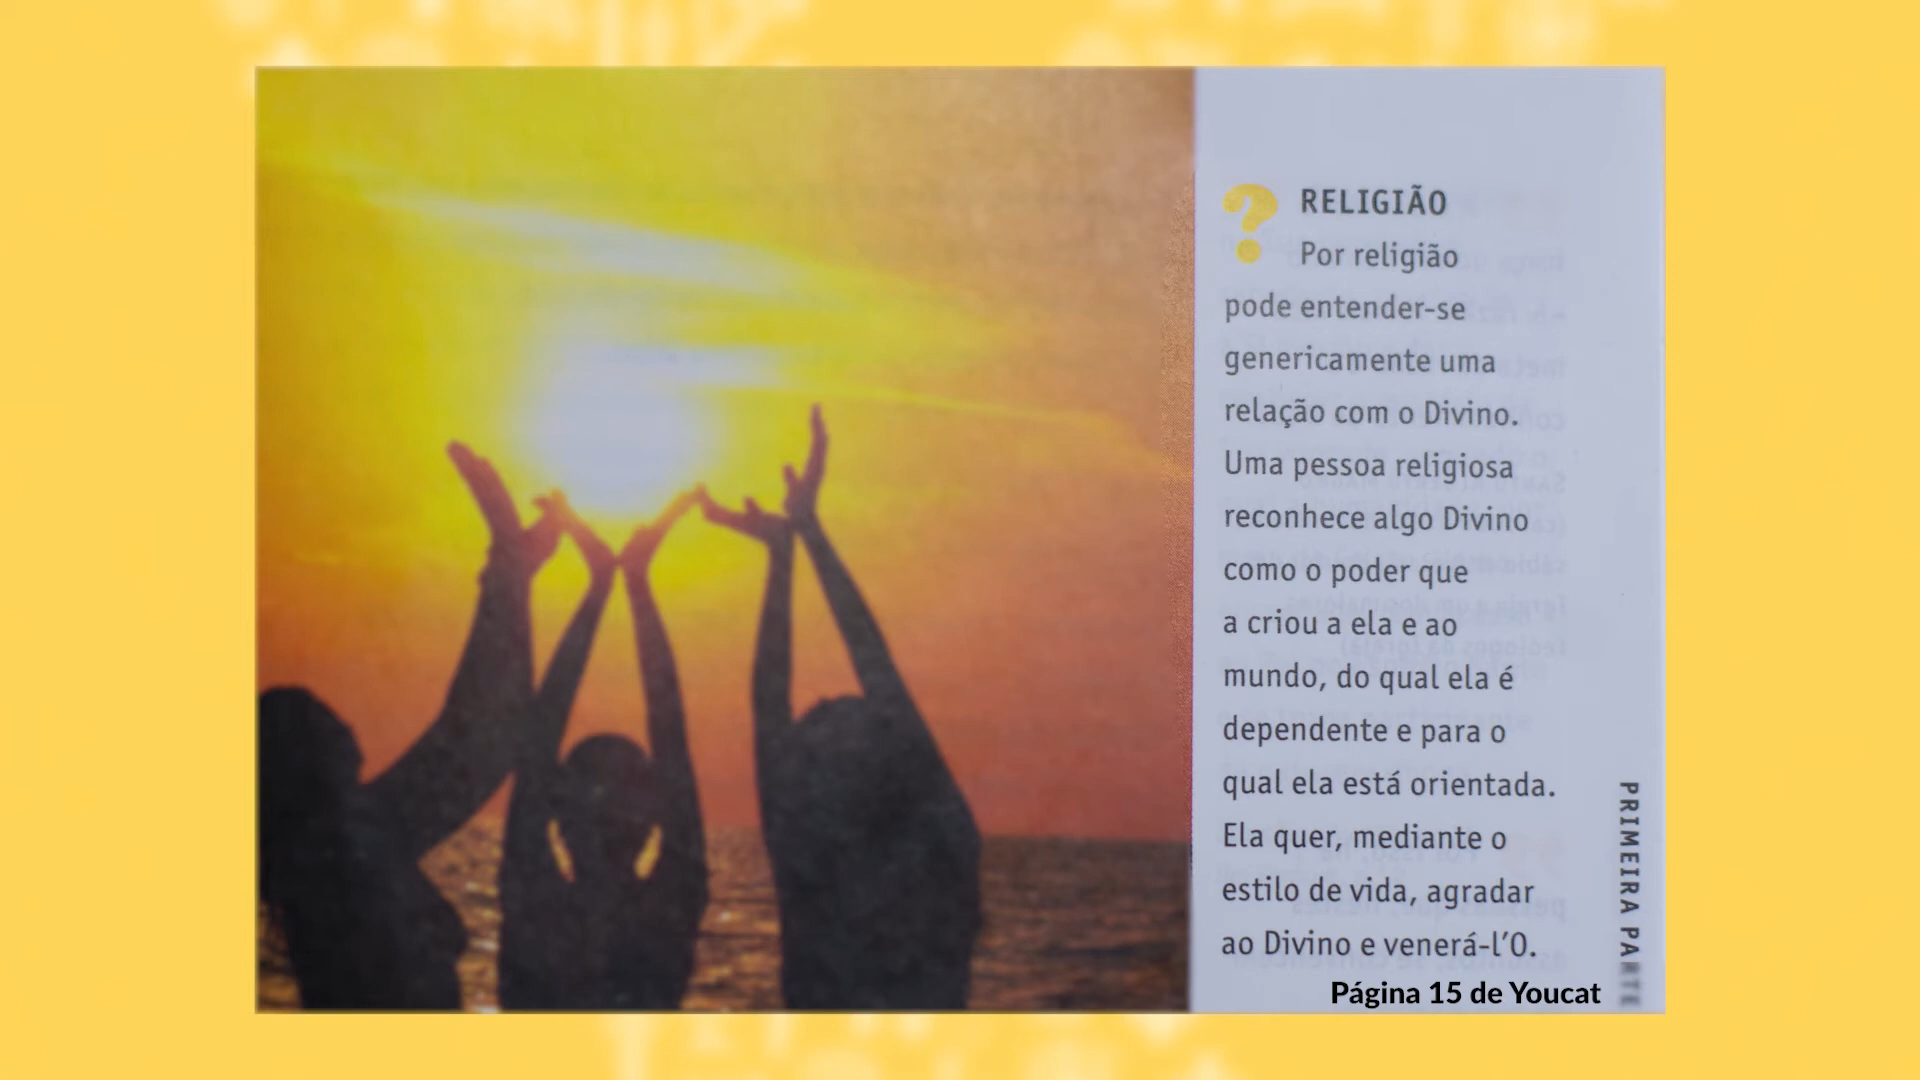 RELIGIÃO
Por religião
pode entender-se
genericamente uma
relação com o Divino.
Uma pessoa religiosa
reconhece algo Divino
como o poder que
a criou a ela e ao
mundo, do qual ela é
dependente e para o
qual ela está orientada.
Ela quer, mediante o
estilo de vida, agradar
ao Divino e venerá-l’O.
PRIMEIRA PARTE
Página 15 de Youcat